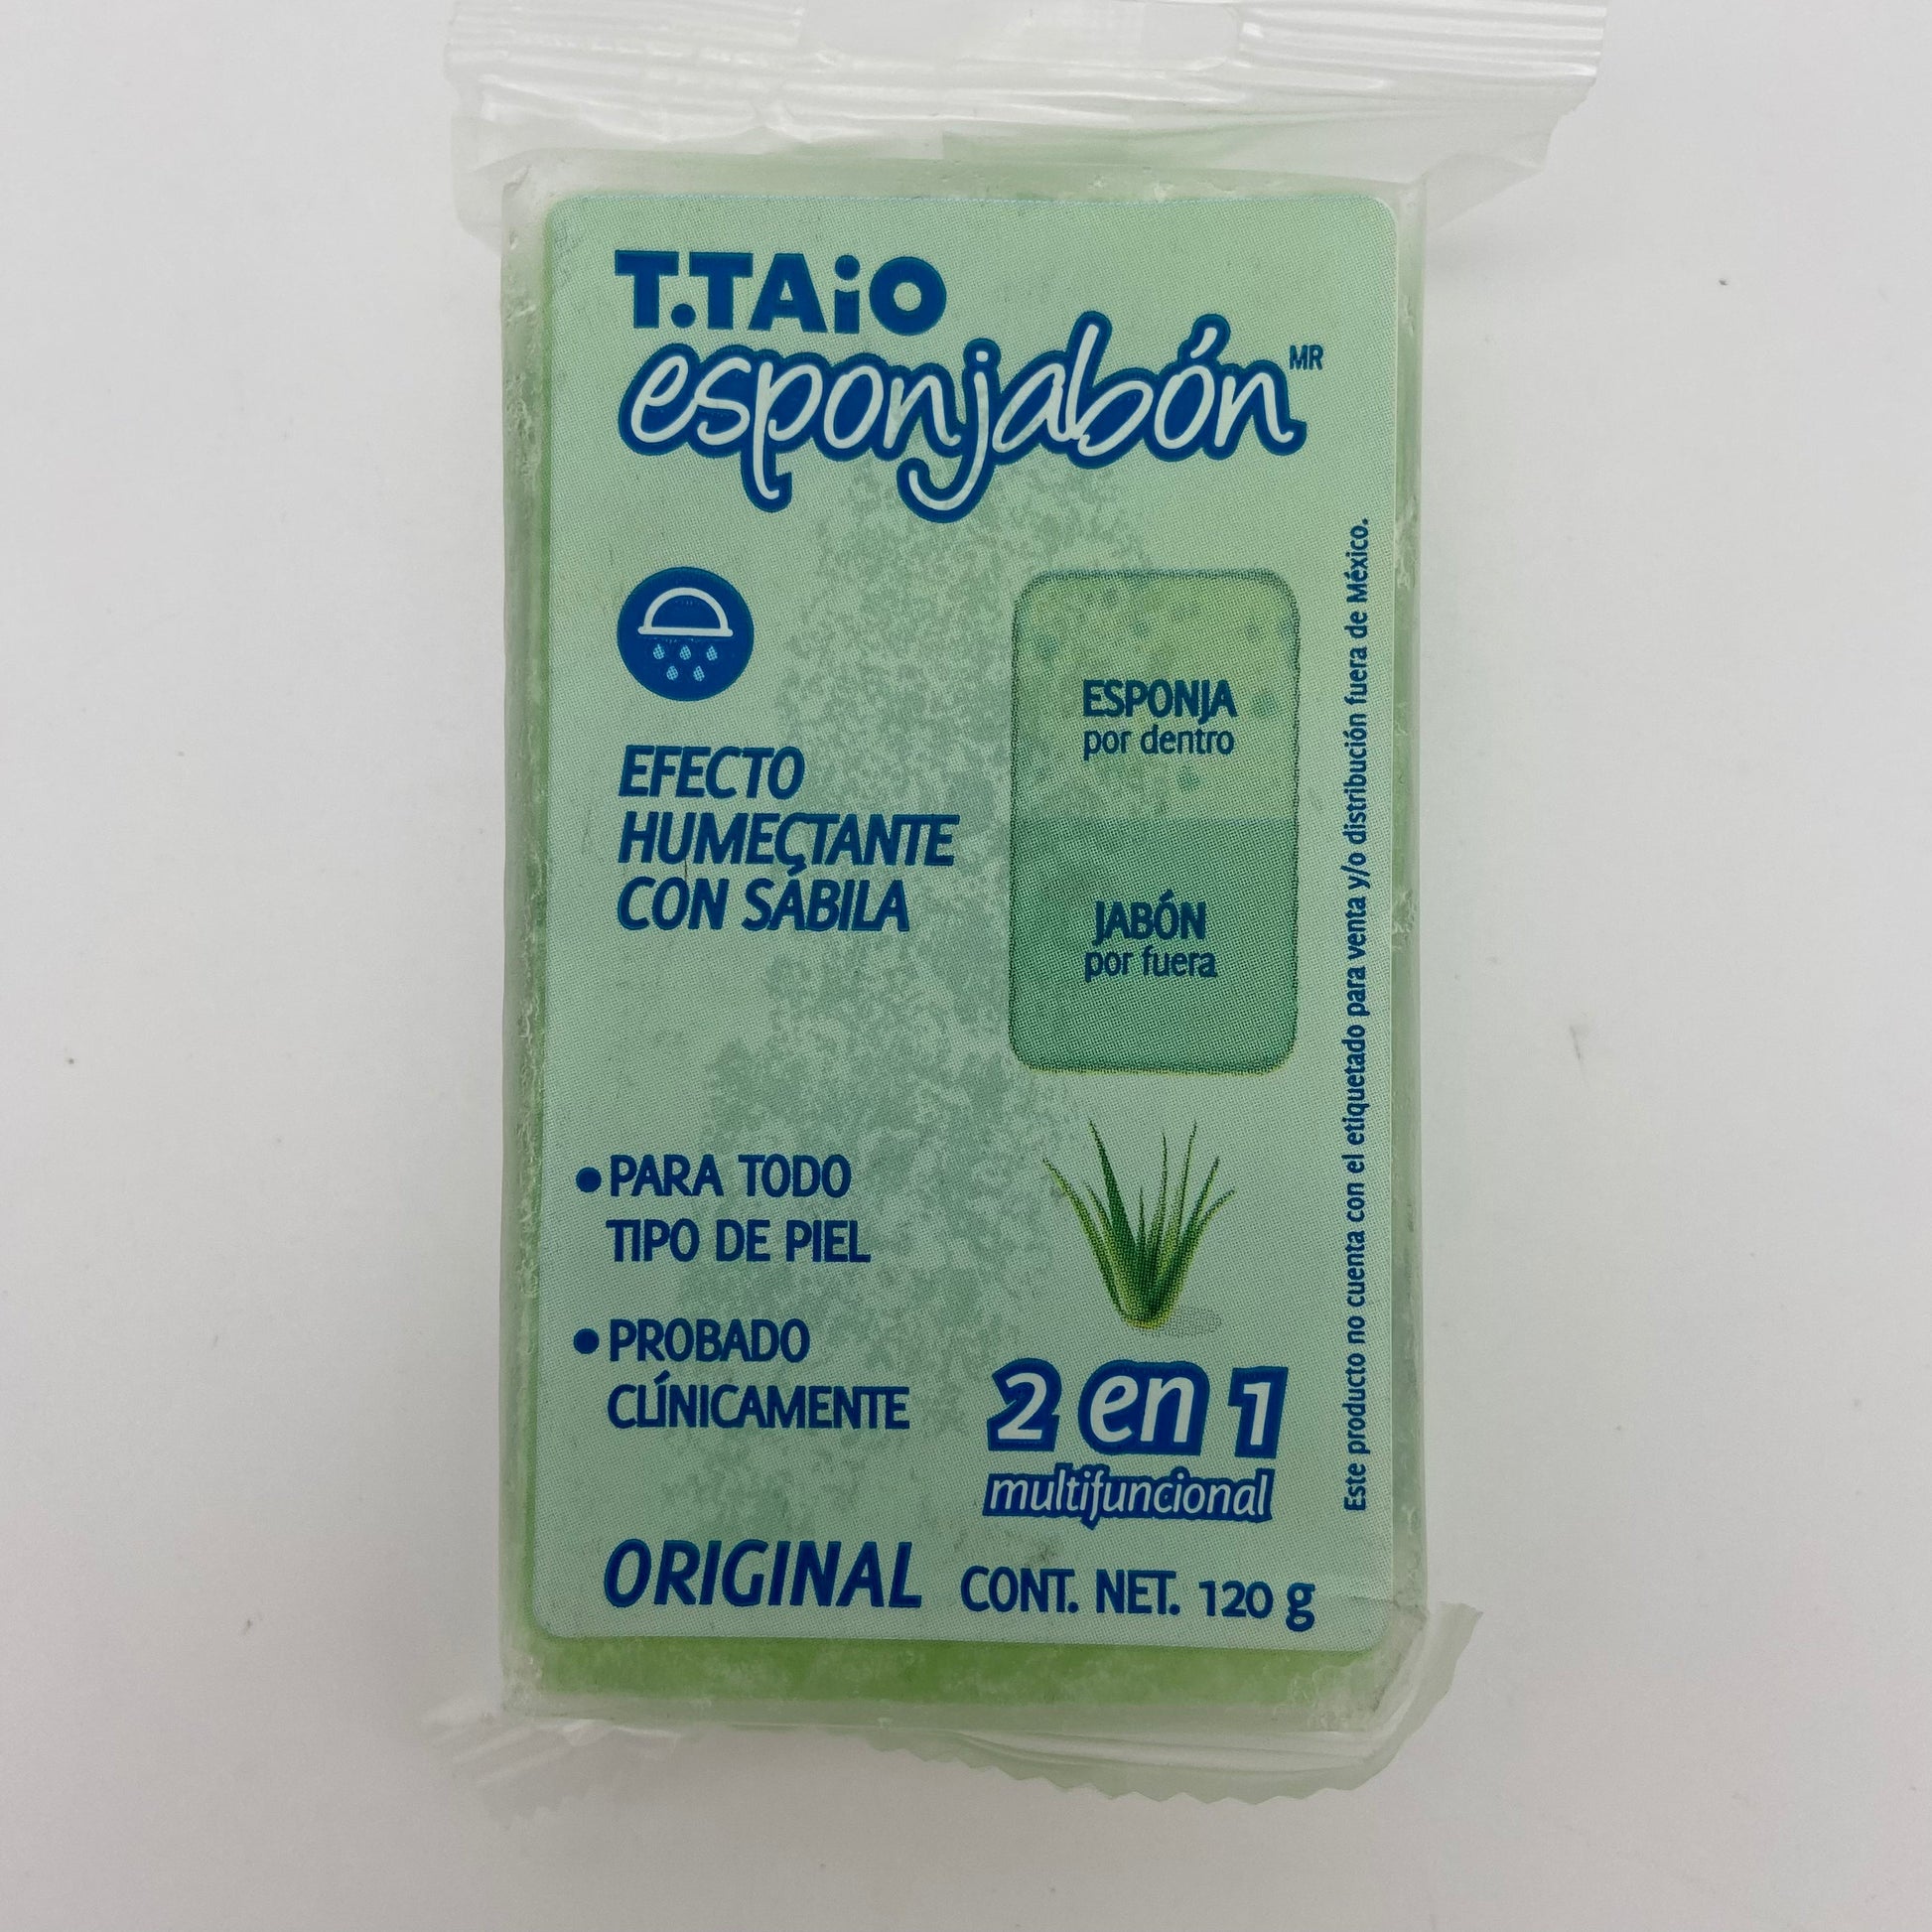 T.TAiO
esponjabón MR
EFECTO
HUMECTANTE
CON SÁBILA
ESPONJA
por dentro
JABÓN
por fuera
• PARA TODO
TIPO DE PIEL
• PROBADO
CLÍNICAMENTE
2 en 1
multifuncional
ORIGINAL CONT. NET. 120 g
Este producto no cuenta con el etiquetado para venta y/o distribución fuera de México.